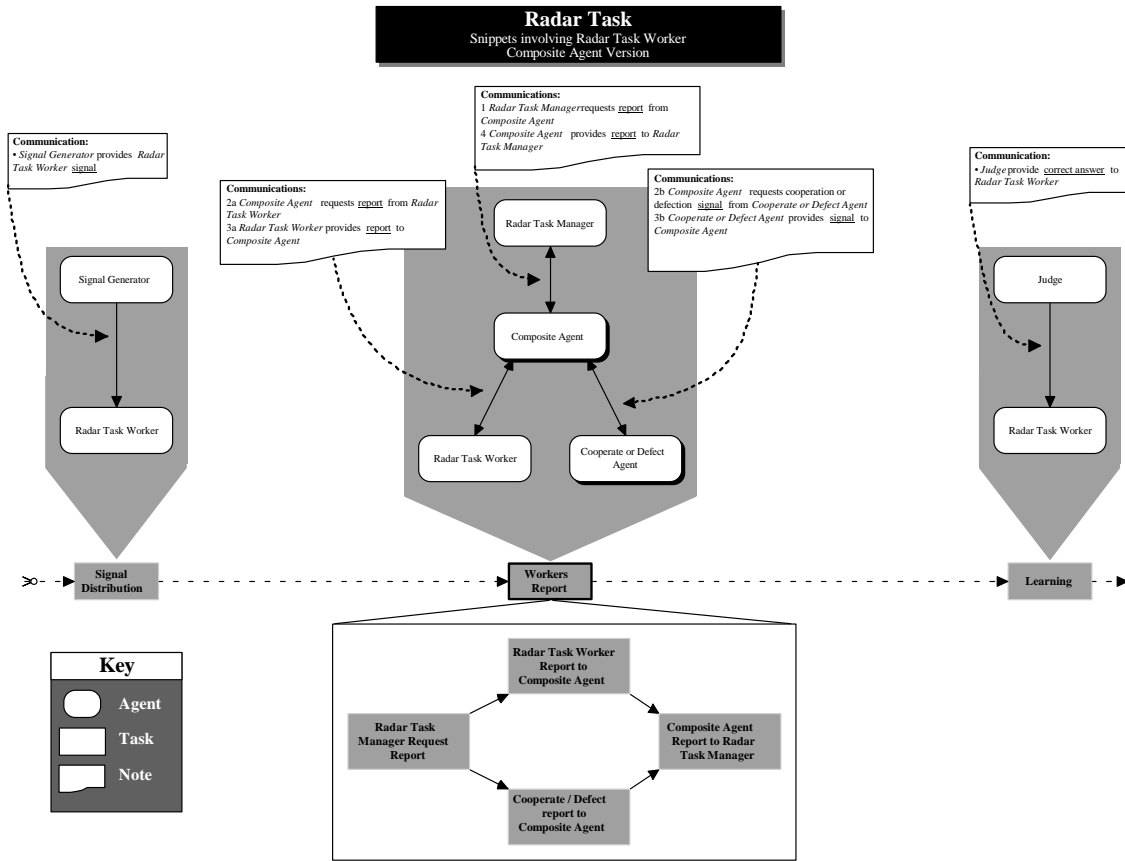 Radar Task
Snippets involving Radar Task Worker
Composite Agent Version
Communications:
1 Radar Task Managerrequests report from
Composite Agent
4 Composite Agent provides report to Radar
Task Manager
Communication:
• Signal Generator provides Radar
Task Worker signal
Communications:
2a Composite Agent requests report from Radar
Task Worker
3a Radar Task Worker provides report to
Composite Agent
Communications:
2b Composite Agent requests cooperation or
defection signal from Cooperate or Defect Agent
3b Cooperate or Defect Agent provides signal to
Composite Agent
Communication:
• Judge provide correct answer to
Radar Task Worker
Signal Generator
Radar Task Worker
Radar Task Manager
Composite Agent
Radar Task Worker
Cooperate or Defect
Agent
Judge
Radar Task Worker
Signal
Distribution
Workers
Report
Learning
Key
Agent
Task
Note
Radar Task Worker
Report to
Composite Agent
Radar Task
Manager Request
Report
Composite Agent
Report to Radar
Task Manager
Cooperate / Defect
report to
Composite Agent